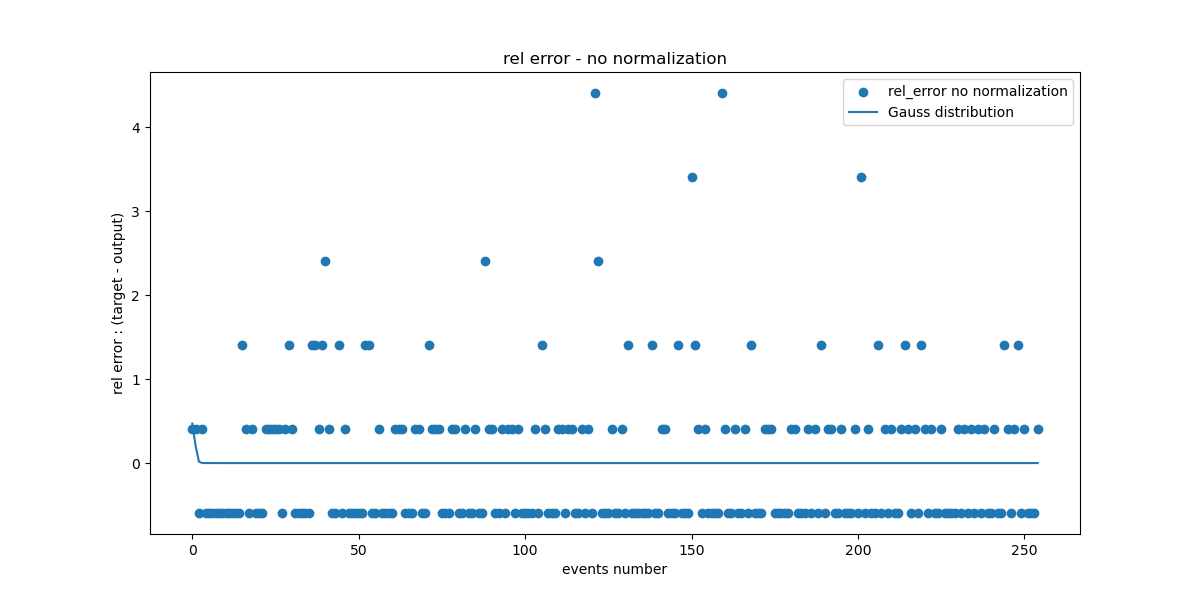 rel error - no normalization
rel_error no normalization
Gauss distribution
rel error : (target - output)
4
3
2
1
0
0
50
100
150
200
250
events number